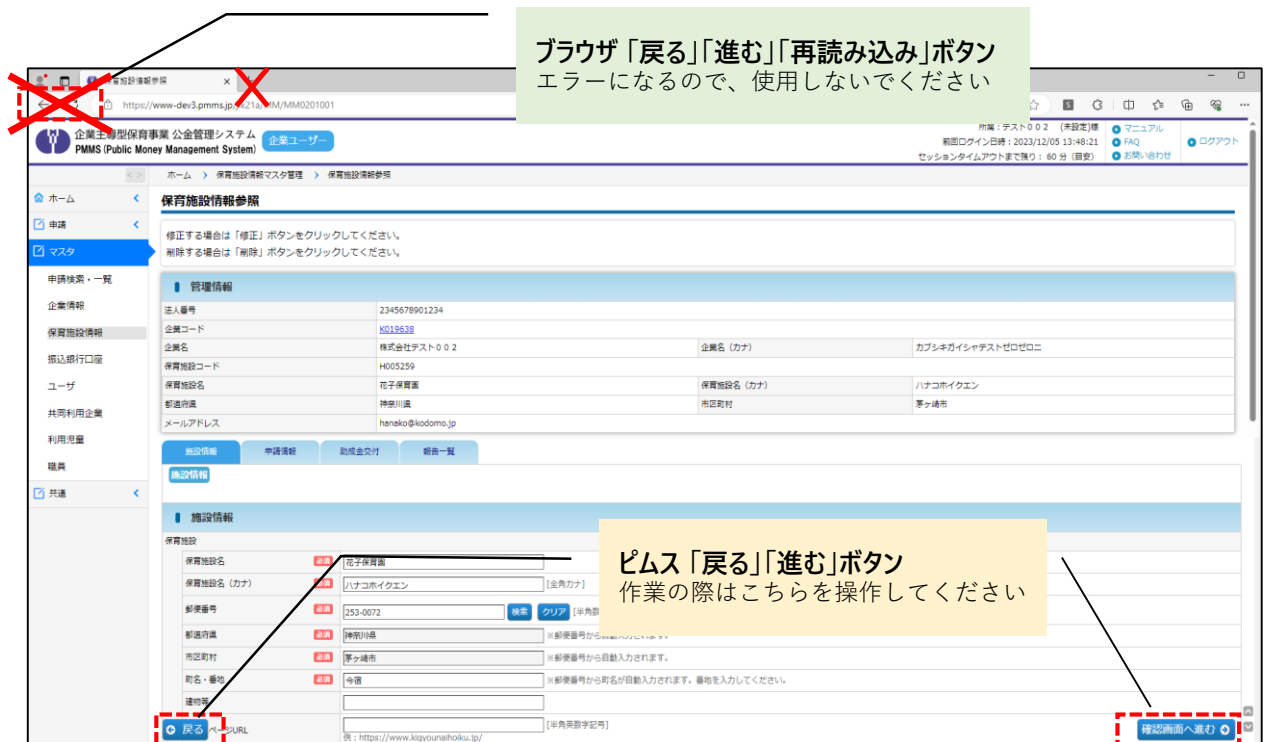 ブラウザ 「戻る」「進む」「再読み込み」ボタン
エラーになるので、使用しないでください
https://www-dev3.pmms.jp/
/MM0201001
企業主導型保育事業 公金管理システム
PMMS (Public Money Management System)
企業ユーザー
所属：テスト００２ (未設定)様
前回ログイン日時：2023/12/05 13:48:21
セッションタイムアウトまで残り： 60 分（目安）
マニュアル
FAQ
お問い合わせ
ログアウト
ホーム 〉 保育施設情報マスタ管理 〉 保育施設情報参照
ホーム
申請
マスタ
申請検索・一覧
企業情報
保育施設情報
振込銀行口座
ユーザ
共同利用企業
利用児童
職員
共通
保育施設情報参照
修正する場合は「修正」ボタンをクリックしてください。
削除する場合は「削除」ボタンをクリックしてください。
管理情報
法人番号 2345678901234
企業コード K019638
企業名 株式会社テスト００２ 企業名（カナ） カブシキガイシャテストゼロゼロニ
保育施設コード H005259
保育施設名 花子保育園 保育施設名（カナ） ハナコホイクエン
都道府県 神奈川県 市区町村 茅ヶ崎市
メールアドレス hanako@kodomo.jp
施設情報 申請情報 助成金交付 報告一覧
施設情報
施設情報
保育施設
保育施設名 必須 花子保育園
保育施設名（カナ） 必須 ハナコホイクエン [全角カナ]
郵便番号 必須 253-0072 検索 クリア [半角数
都道府県 必須 神奈川県 ※郵便番号から自動入力されます。
市区町村 必須 茅ヶ崎市 ※郵便番号から自動入力されます。
町名・番地 必須 今宿 ※郵便番号から町名が自動入力されます。番地を入力してください。
建物等
ページURL [半角英数字記号]
例：https://www.kigyounaihoiku.jp/
ピムス 「戻る」「進む」ボタン
作業の際はこちらを操作してください
戻る
確認画面へ進む